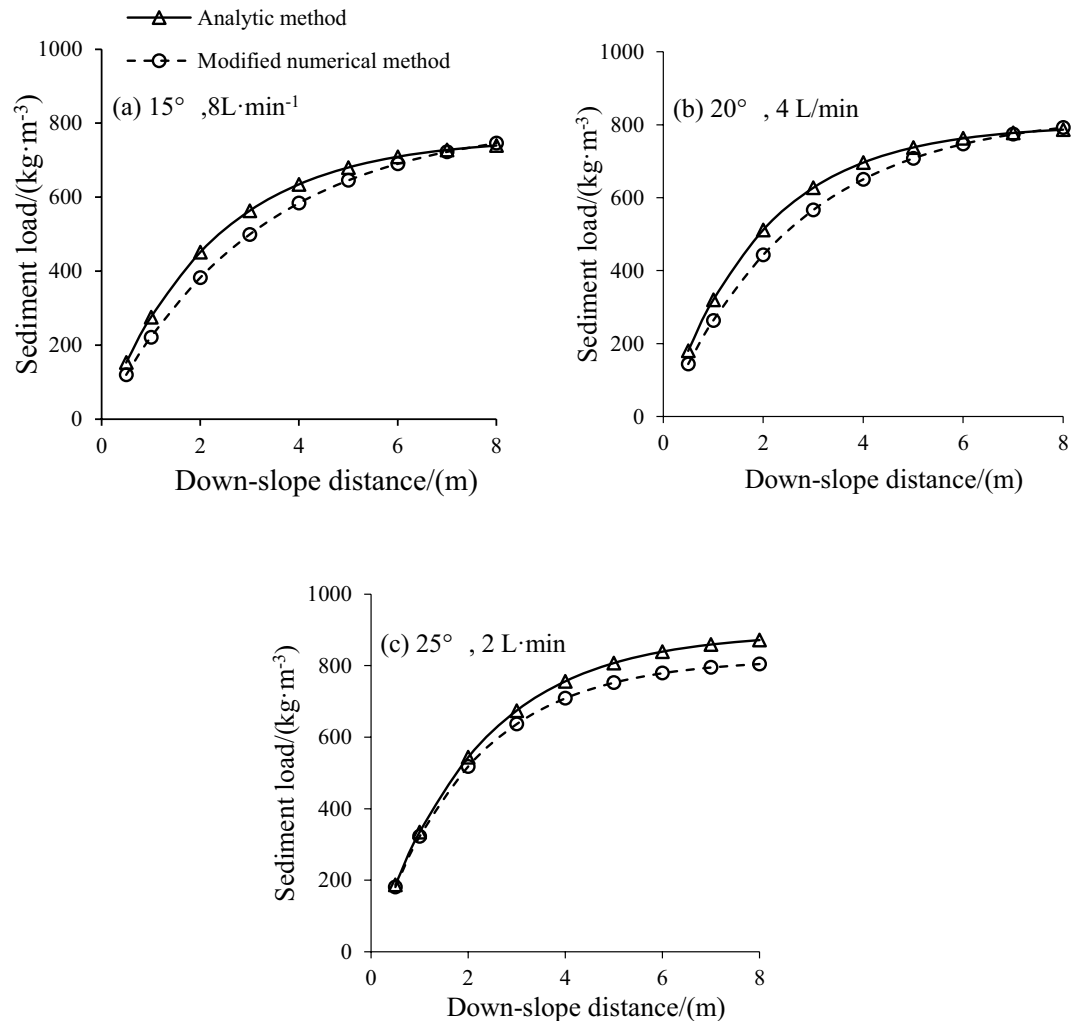 Analytic method
Modified numerical method
1000
800
600
400
200
0
Sediment load/(kg·m-3)
(a) 15° ,8L·min-1
0 2 4 6 8
Down-slope distance/(m)
1000
800
600
400
200
0
Sediment load/(kg·m-3)
(b) 20° , 4 L/min
0 2 4 6 8
Down-slope distance/(m)
1000
800
600
400
200
0
Sediment load/(kg·m-3)
(c) 25° , 2 L·min
0 2 4 6 8
Down-slope distance/(m)